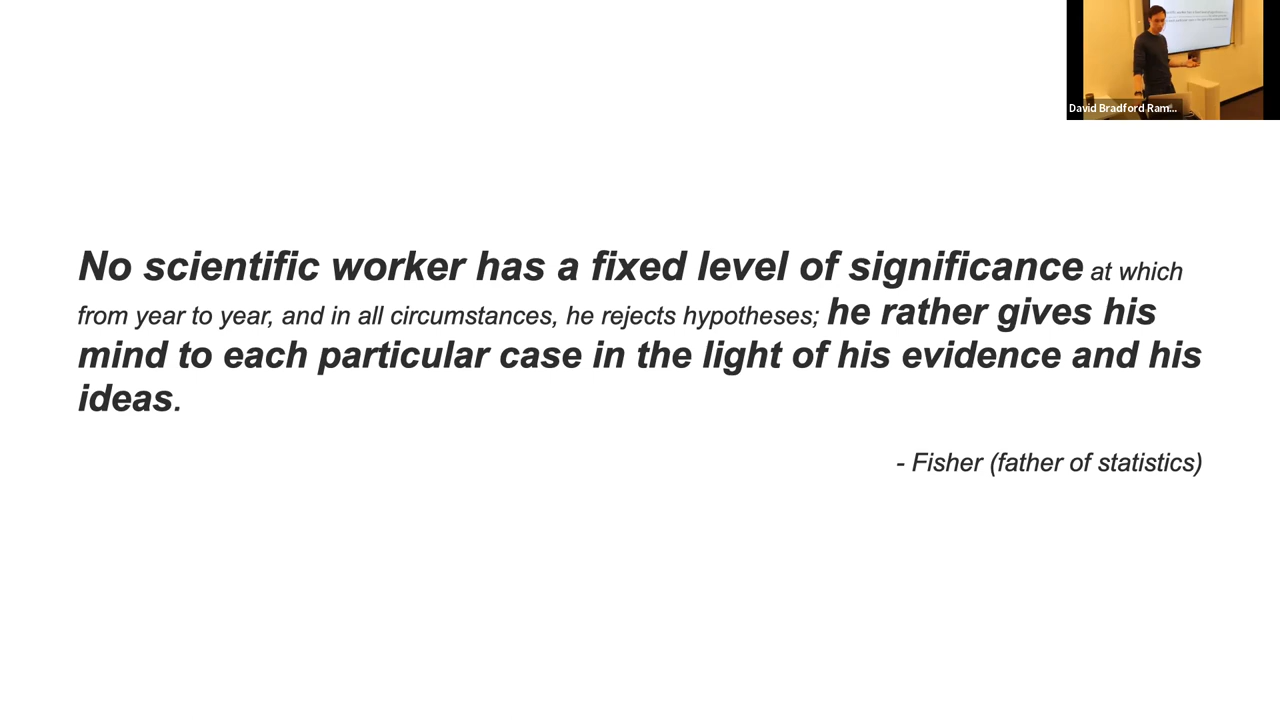 David Bradford Ram...
No scientific worker has a fixed level of significance at which
from year to year, and in all circumstances, he rejects hypotheses; he rather gives his
mind to each particular case in the light of his evidence and his
ideas.
- Fisher (father of statistics)